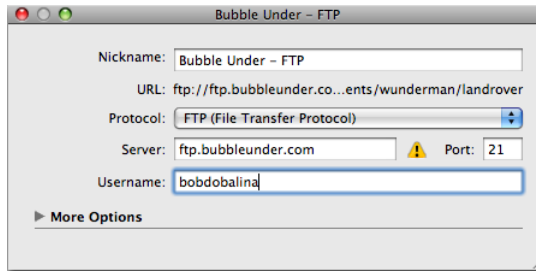 Bubble Under – FTP
Nickname: Bubble Under – FTP
URL: ftp://ftp.bubbleunder.co...ents/wunderman/landrover
Protocol: FTP (File Transfer Protocol)
Server: ftp.bubbleunder.com Port: 21
Username: bobdobalina
More Options